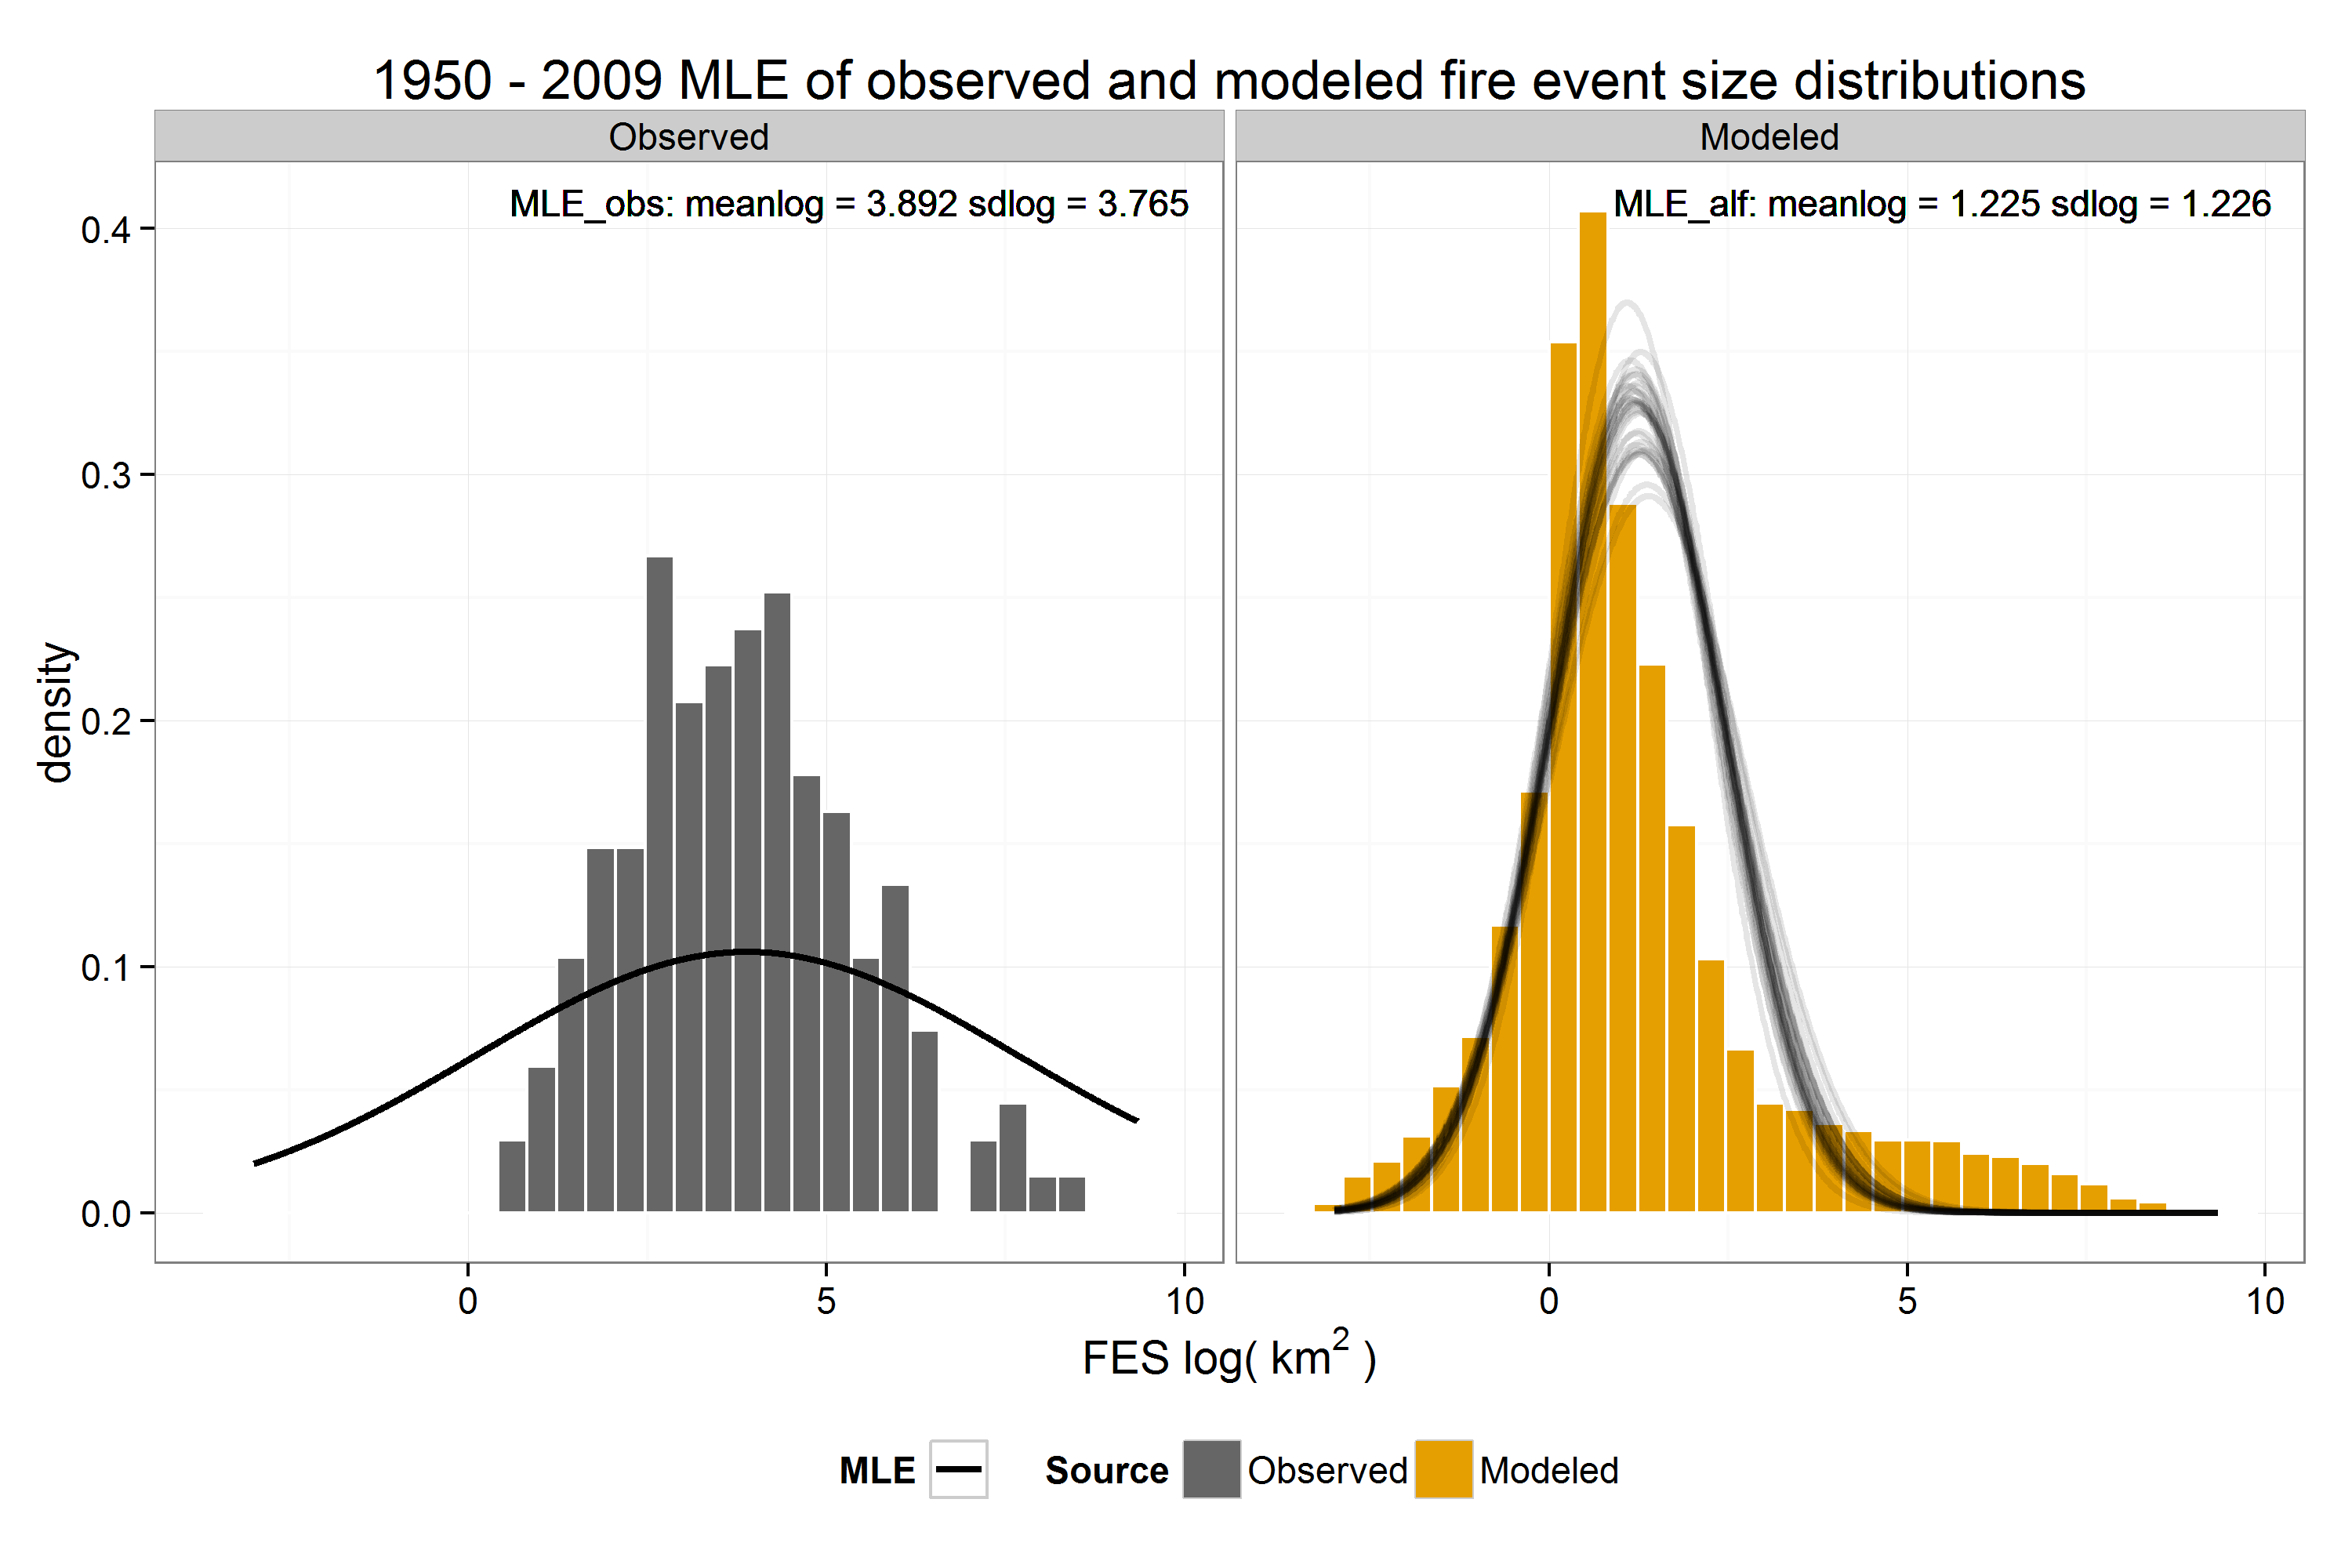 1950 - 2009 MLE of observed and modeled fire event size distributions
Observed
Modeled
MLE_obs: meanlog = 3.892 sdlog = 3.765
MLE_alf: meanlog = 1.225 sdlog = 1.226
density
0.4
0.3
0.2
0.1
0.0
0 5 10
0 5 10
FES log( km² )
MLE Source Observed Modeled